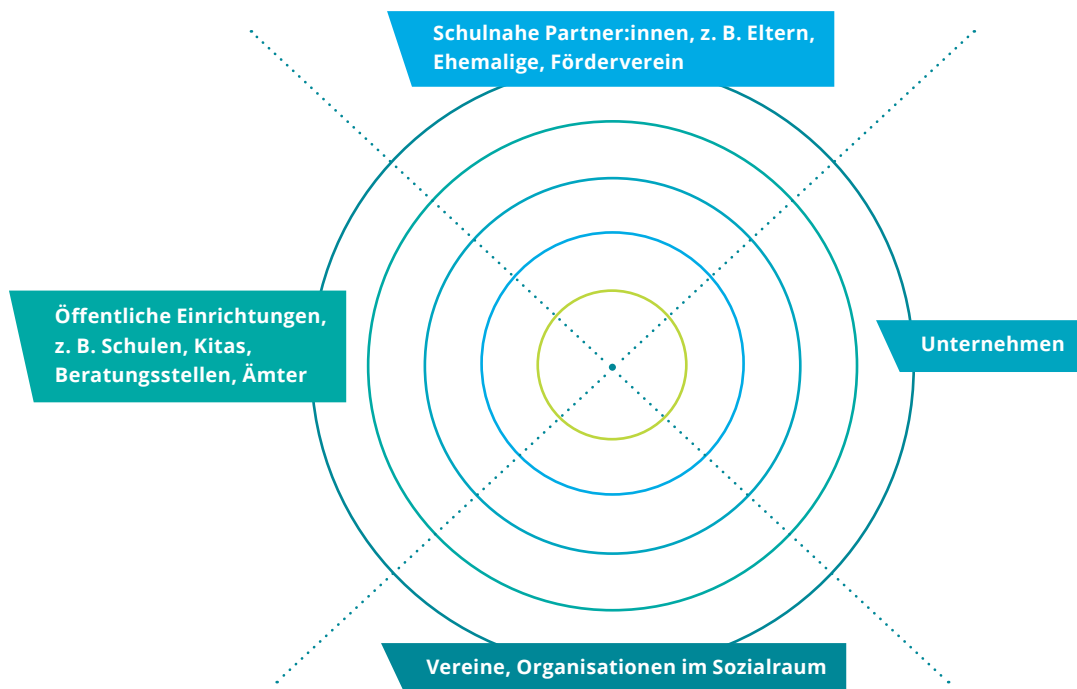 Schulnahe Partner:innen, z. B. Eltern,
Ehemalige, Förderverein
Öffentliche Einrichtungen,
z. B. Schulen, Kitas,
Beratungsstellen, Ämter
Unternehmen
Vereine, Organisationen im Sozialraum